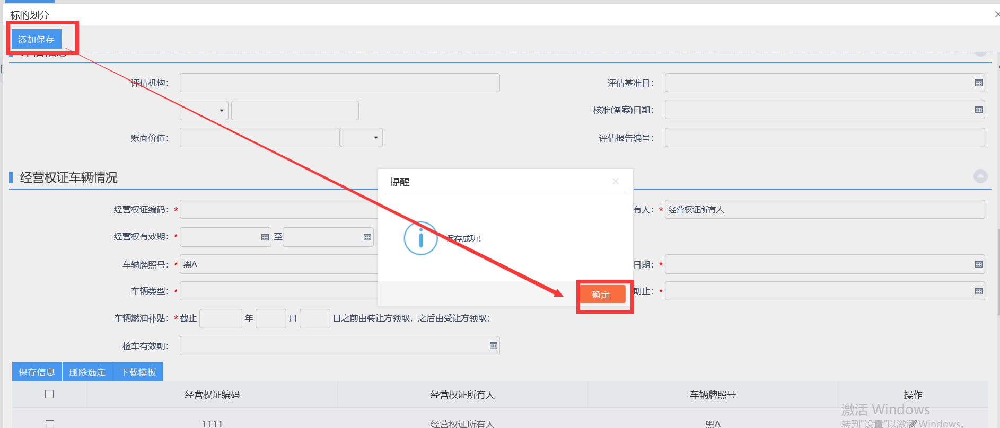 标的划分
添加保存
评估信息
评估机构：
评估基准日：
核准(备案)日期：
账面价值：
评估报告编号：
经营权证车辆情况
提醒
经营权证编码：*
有人：* 经营权证所有人
经营权有效期：* 至
保存成功！
车辆牌照号：* 黑A
日期：*
车辆类型：*
确定
期止：*
车辆燃油补贴：* 截止 年 月 日之前由转让方领取，之后由受让方领取；
检车有效期：
保存信息 删除选定 下载模板
经营权证编码 经营权证所有人 车辆牌照号 操作
1111 经营权证所有人 黑A
激活 Windows
转到"设置"以激活 Windows。